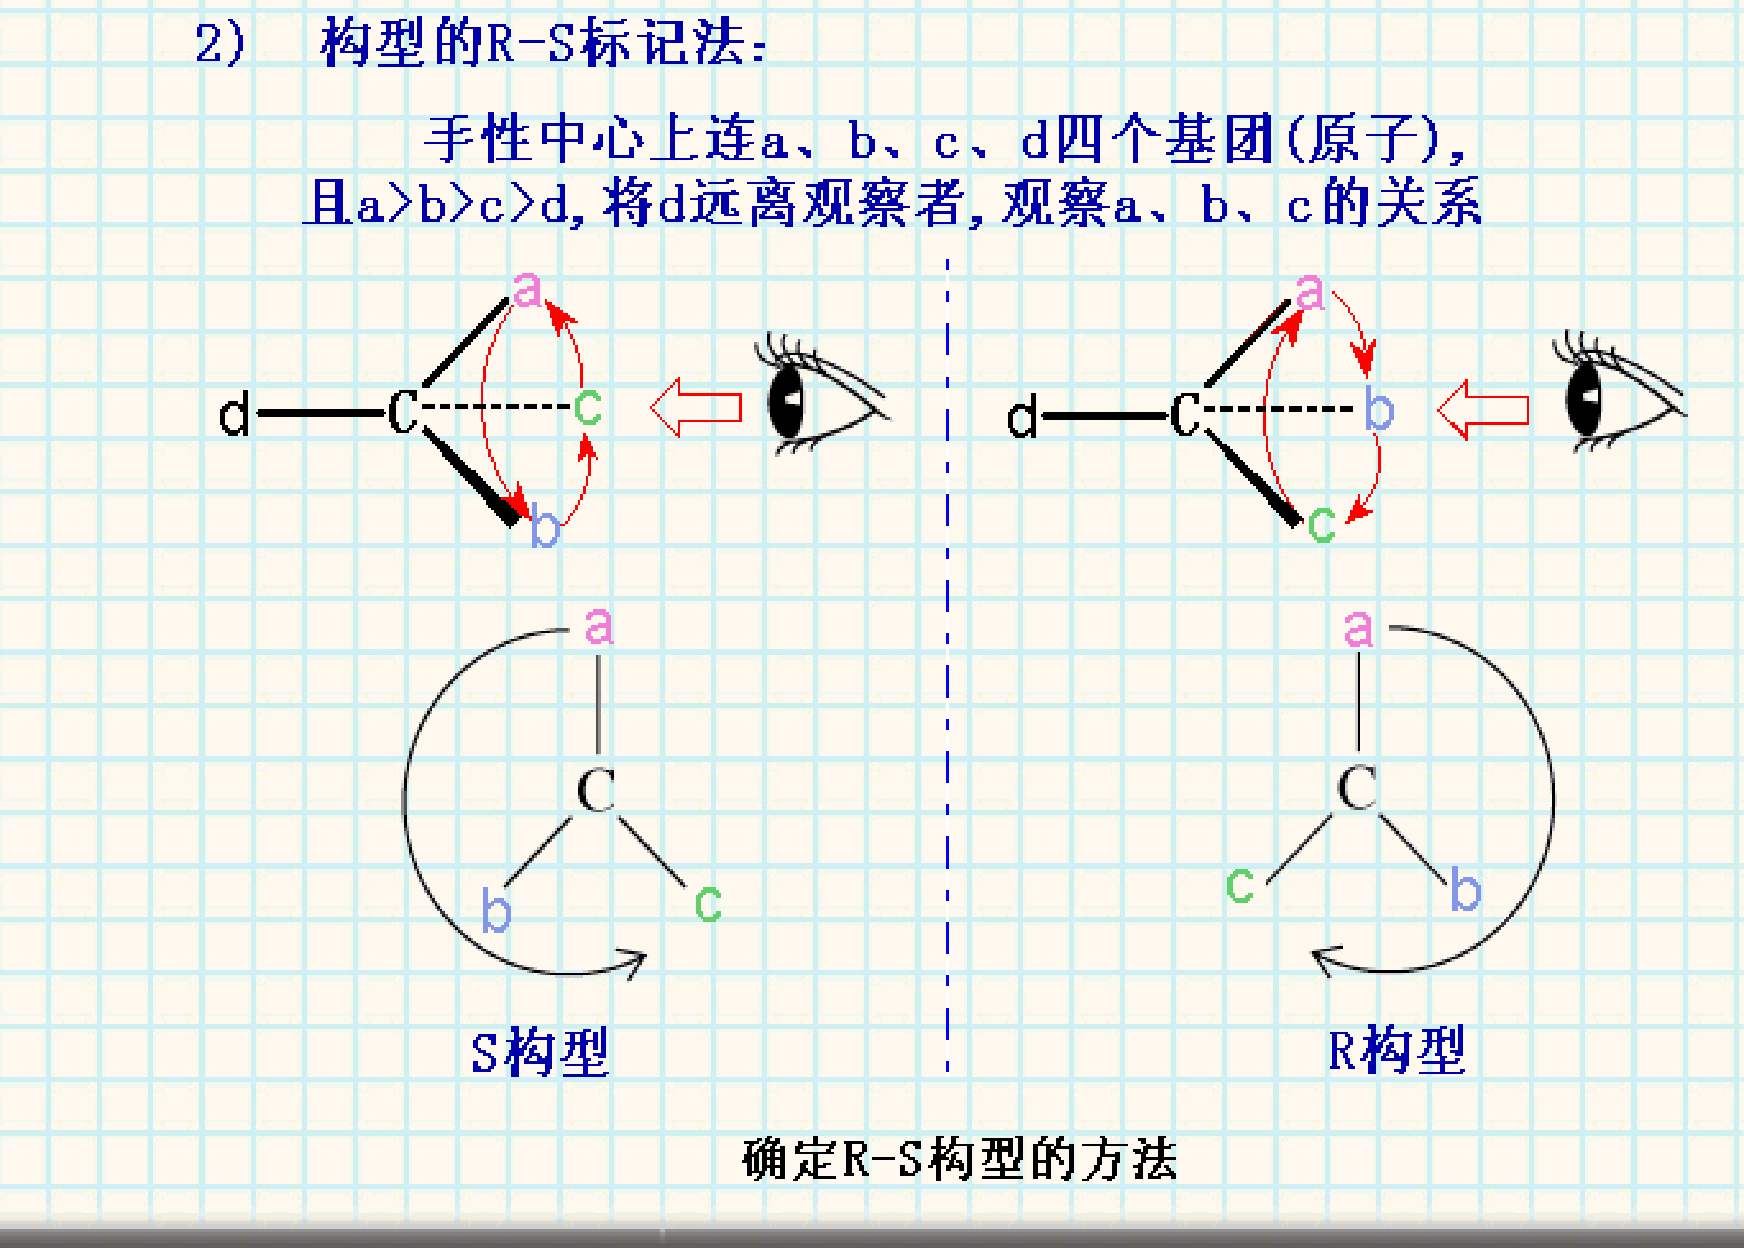 2) 构型的R-S标记法:
手性中心上连a、b、c、d四个基团(原子),
且a>b>c>d,将d远离观察者,观察a、b、c的关系
a
d C c
b
a
d C b
c
a
C
b c
a
C
c b
S构型
R构型
确定R-S构型的方法